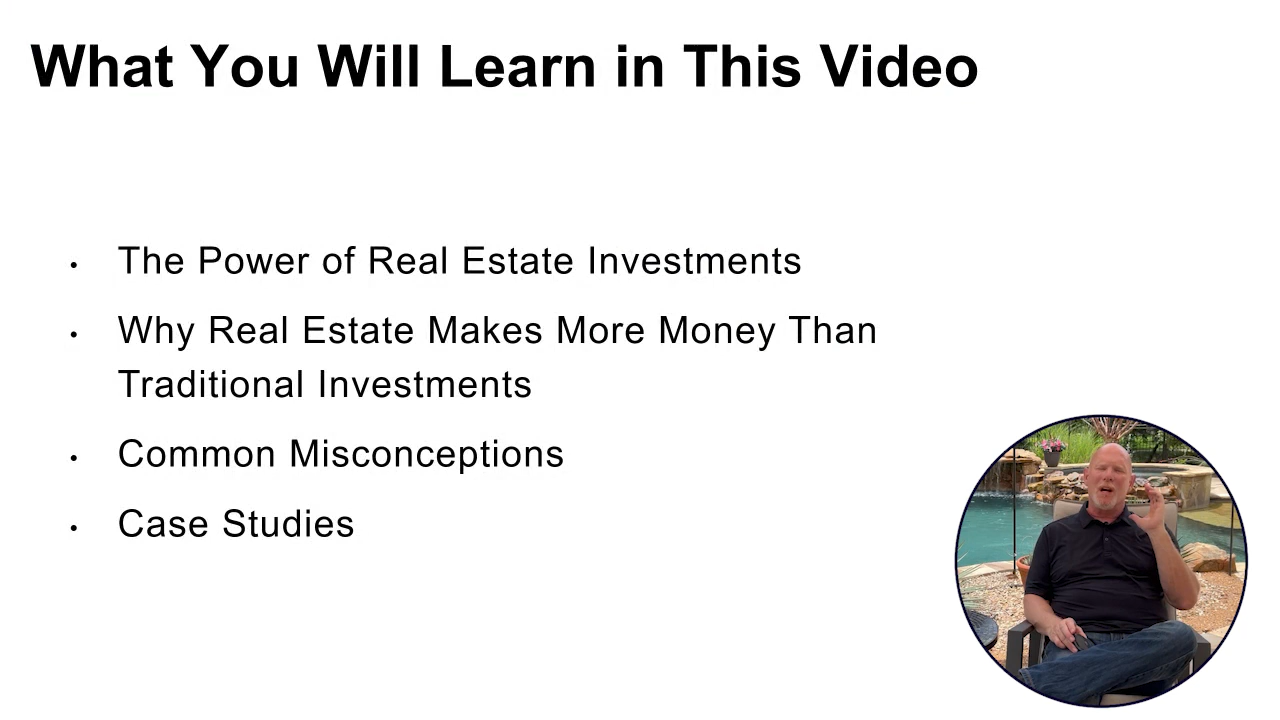 What You Will Learn in This Video
• The Power of Real Estate Investments
• Why Real Estate Makes More Money Than
Traditional Investments
• Common Misconceptions
• Case Studies